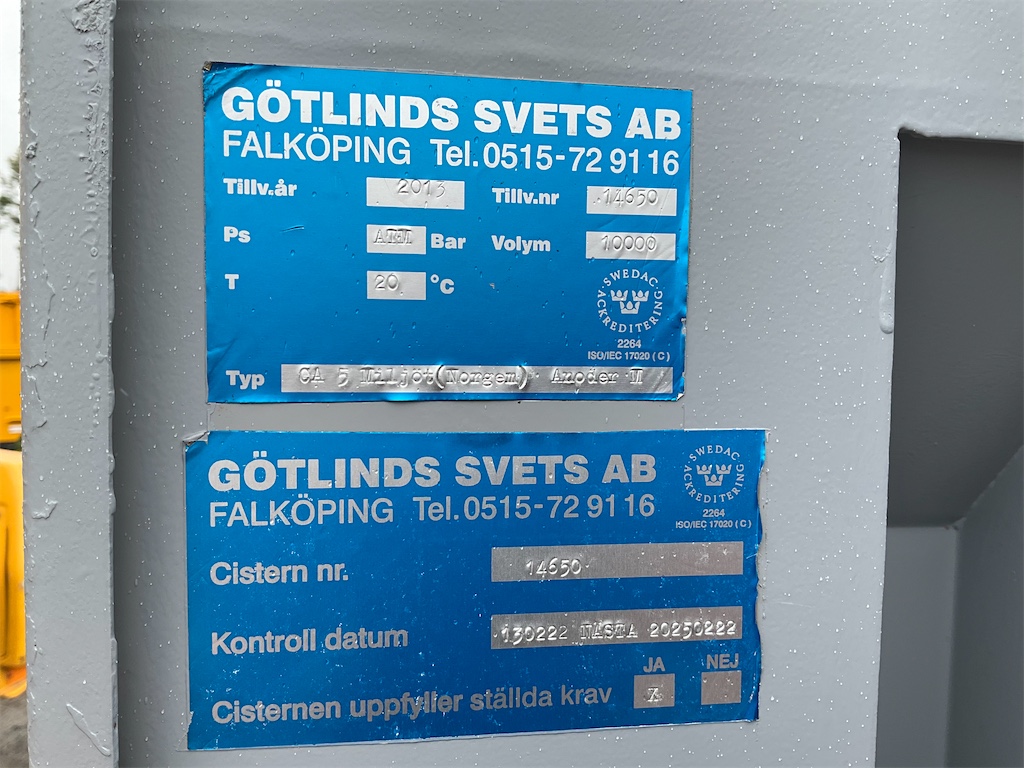 GÖTLINDS SVETS AB
FALKÖPING Tel.0515-72 91 16
Tillv.år 2013 Tillv.nr 14650
Ps ATM Bar Volym 10000
T 20 °C
SWEDAC
ACKREDITERING
2264
ISO/IEC 17020 (C)
Typ CA 5 Miljöt(Norgem) Anoder M
GÖTLINDS SVETS AB
FALKÖPING Tel.0515-72 91 16
SWEDAC
ACKREDITERING
2264
ISO/IEC 17020 (C)
Cistern nr. 14650
Kontroll datum 130222 NÄSTA 20250222
JA NEJ
Cisternen uppfyller ställda krav X